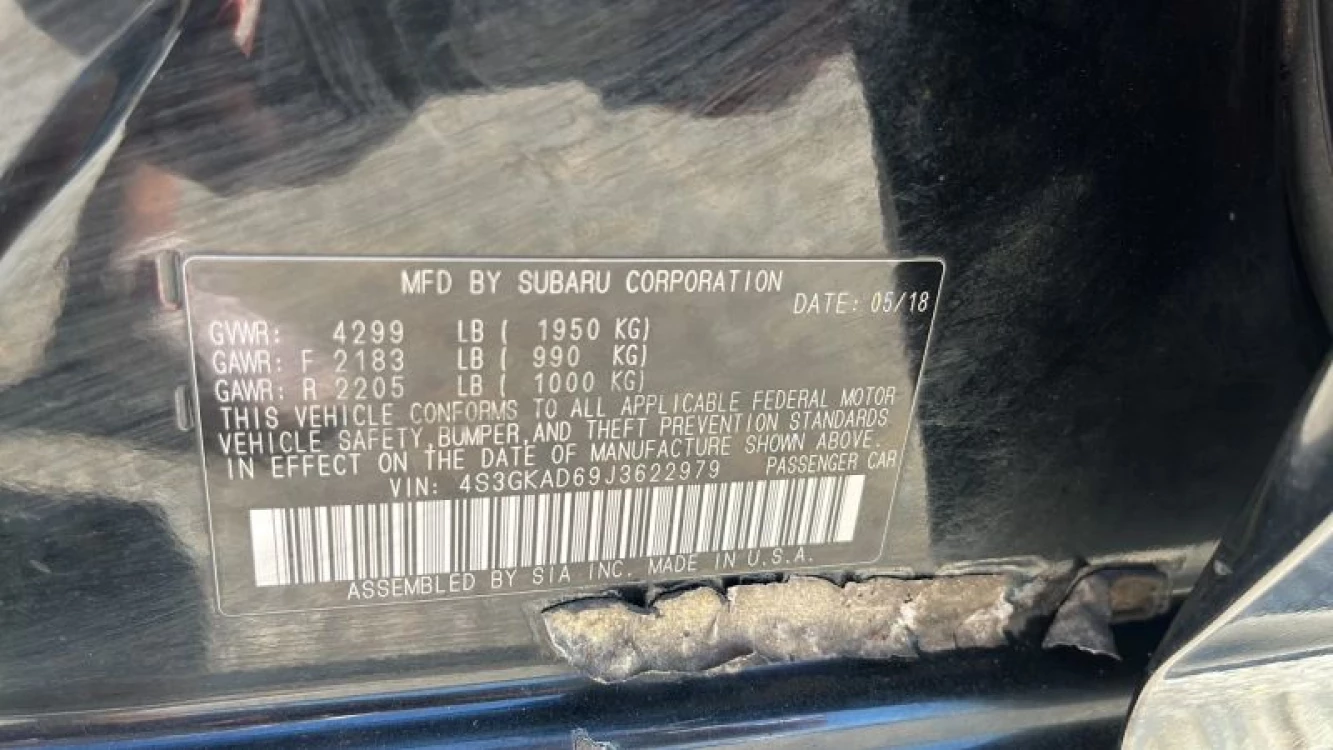 MFD BY SUBARU CORPORATION
DATE: 05/18
GVWR: 4299 LB ( 1950 KG)
GAWR: F 2183 LB ( 990 KG)
GAWR: R 2205 LB ( 1000 KG)
THIS VEHICLE CONFORMS TO ALL APPLICABLE FEDERAL MOTOR
VEHICLE SAFETY,BUMPER,AND THEFT PREVENTION STANDARDS
IN EFFECT ON THE DATE OF MANUFACTURE SHOWN ABOVE.
VIN: 4S3GKAD69J3622979 PASSENGER CAR
ASSEMBLED BY SIA INC. MADE IN U.S.A.